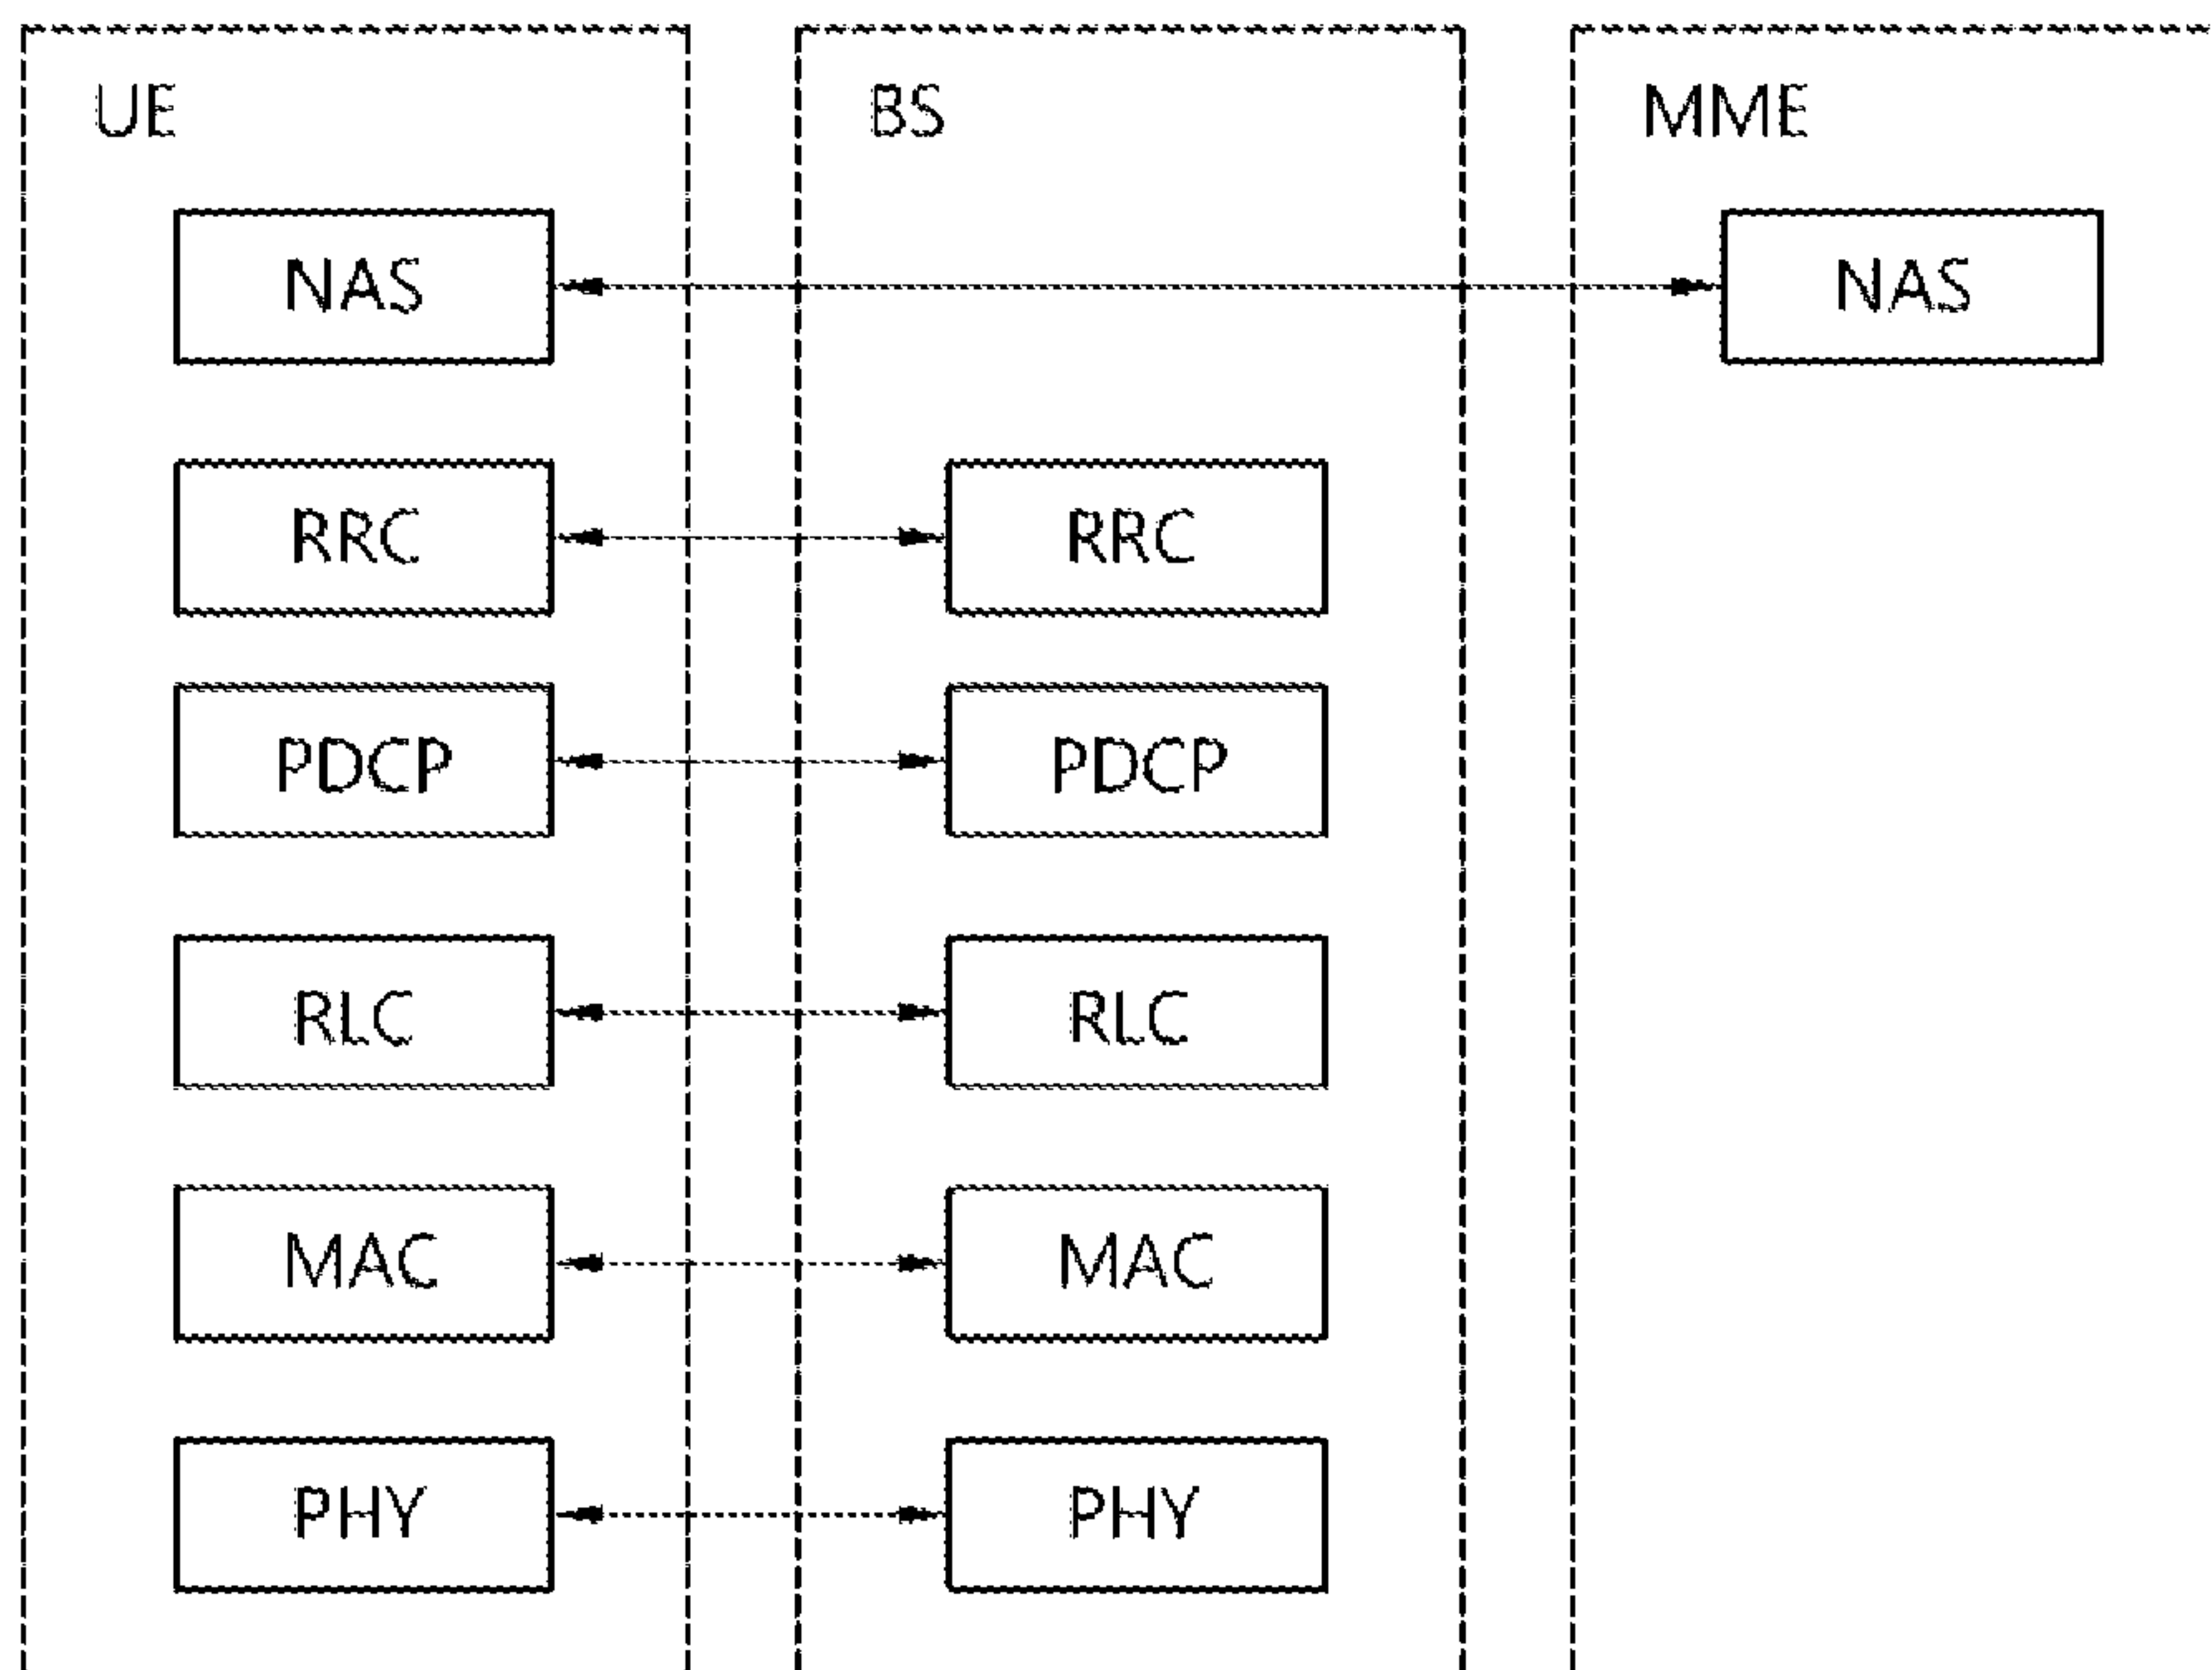 UE BS MME
NAS NAS
RRC RRC
PDCP PDCP
RLC RLC
MAC MAC
PHY PHY